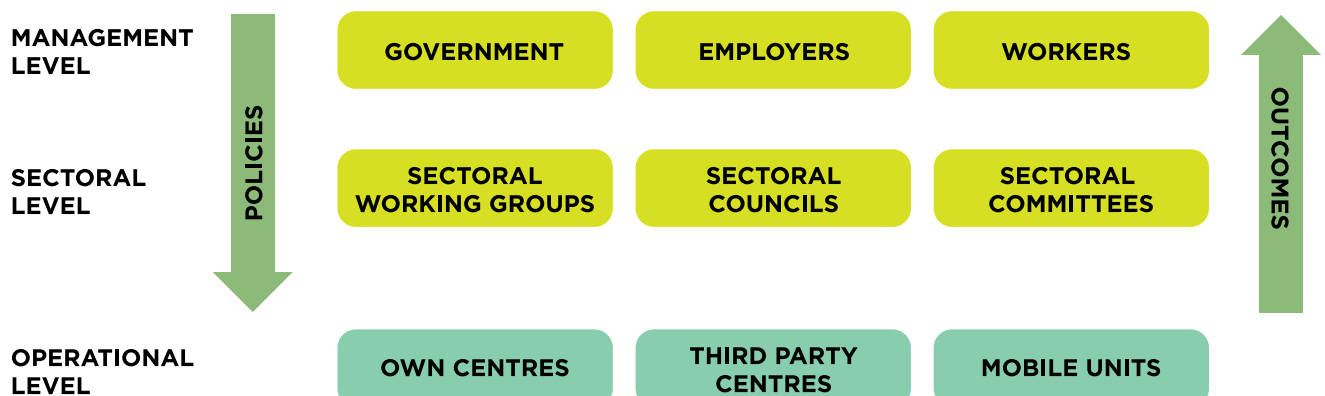 MANAGEMENT
LEVEL
POLICIES
GOVERNMENT
EMPLOYERS
WORKERS
OUTCOMES
SECTORAL
LEVEL
SECTORAL
WORKING GROUPS
SECTORAL
COUNCILS
SECTORAL
COMMITTEES
OPERATIONAL
LEVEL
OWN CENTRES
THIRD PARTY
CENTRES
MOBILE UNITS